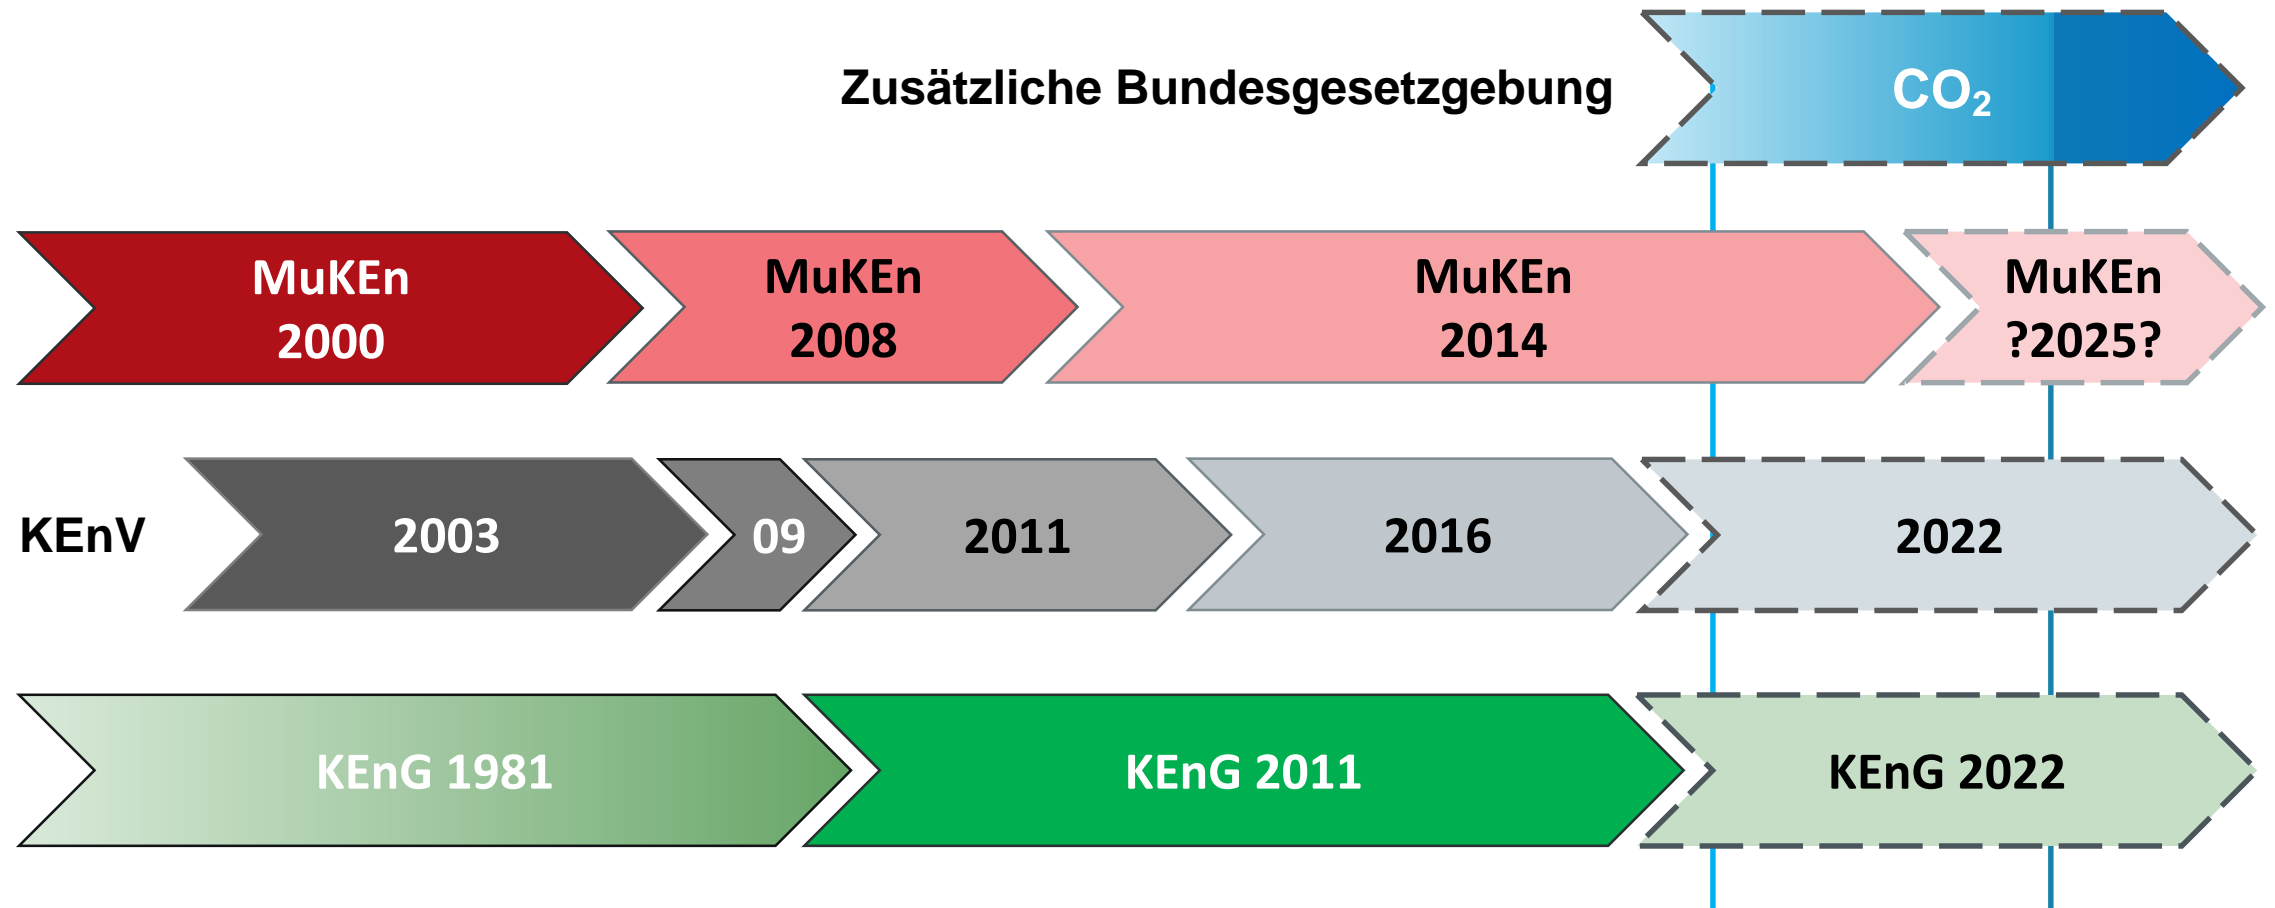 Zusätzliche Bundesgesetzgebung
CO₂
MuKEn
2000
MuKEn
2008
MuKEn
2014
MuKEn
?2025?
KEnV
2003
09
2011
2016
2022
KEnG 1981
KEnG 2011
KEnG 2022